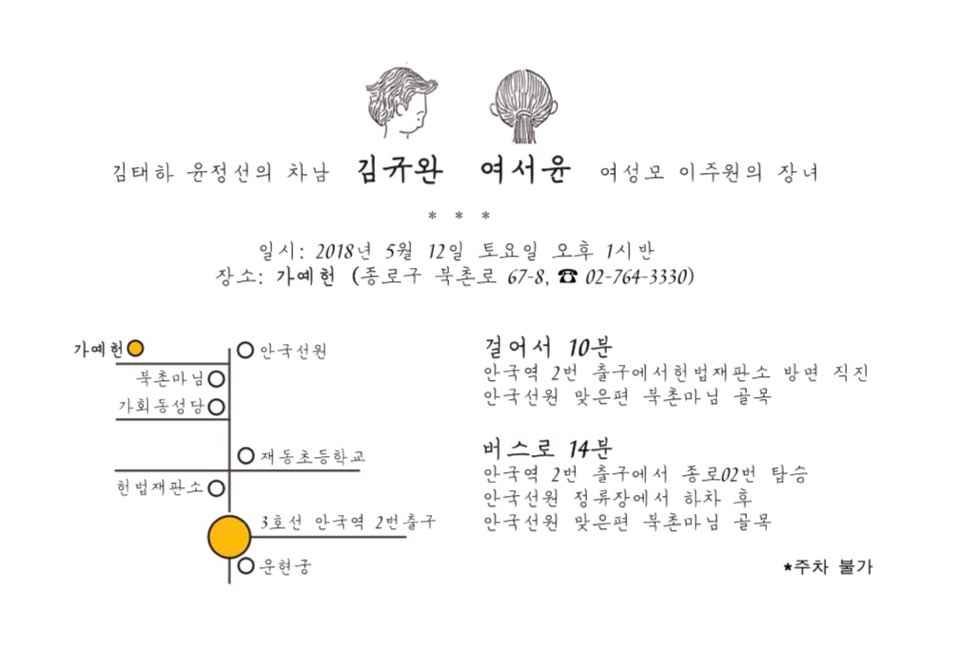 김태하 윤정선의 차남 김규완 여서윤 여성모 이주원의 장녀
* * *
일시: 2018년 5월 12일 토요일 오후 1시반
장소: 가예헌 (종로구 북촌로 67-8, ☎ 02-764-3330)
가예헌
안국선원
북촌마님
가회동성당
재동초등학교
헌법재판소
3호선 안국역 2번출구
운현궁
걸어서 10분
안국역 2번 출구에서헌법재판소 방면 직진
안국선원 맞은편 북촌마님 골목
버스로 14분
안국역 2번 출구에서 종로02번 탑승
안국선원 정류장에서 하차 후
안국선원 맞은편 북촌마님 골목
*주차 불가